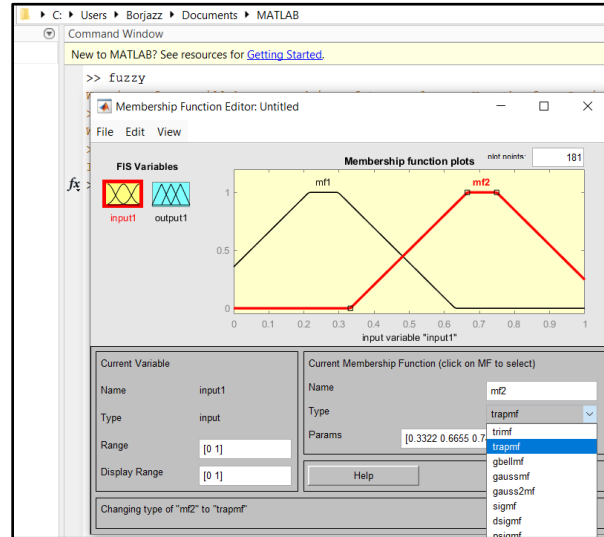 C: Users Borjazz Documents MATLAB
Command Window
New to MATLAB? See resources for Getting Started.
>> fuzzy
Membership Function Editor: Untitled
File Edit View
FIS Variables
input1 output1
fx >
Membership function plots plot points: 181
mf1 mf2
1
0.5
0
0 0.1 0.2 0.3 0.4 0.5 0.6 0.7 0.8 0.9 1
input variable "input1"
Current Variable
Name input1
Type input
Range [0 1]
Display Range [0 1]
Current Membership Function (click on MF to select)
Name mf2
Type trapmf
Params [0.3322 0.6655 0.7
trimf
trapmf
gbellmf
gaussmf
gauss2mf
sigmf
dsigmf
psigmf
Help
Changing type of "mf2" to "trapmf"